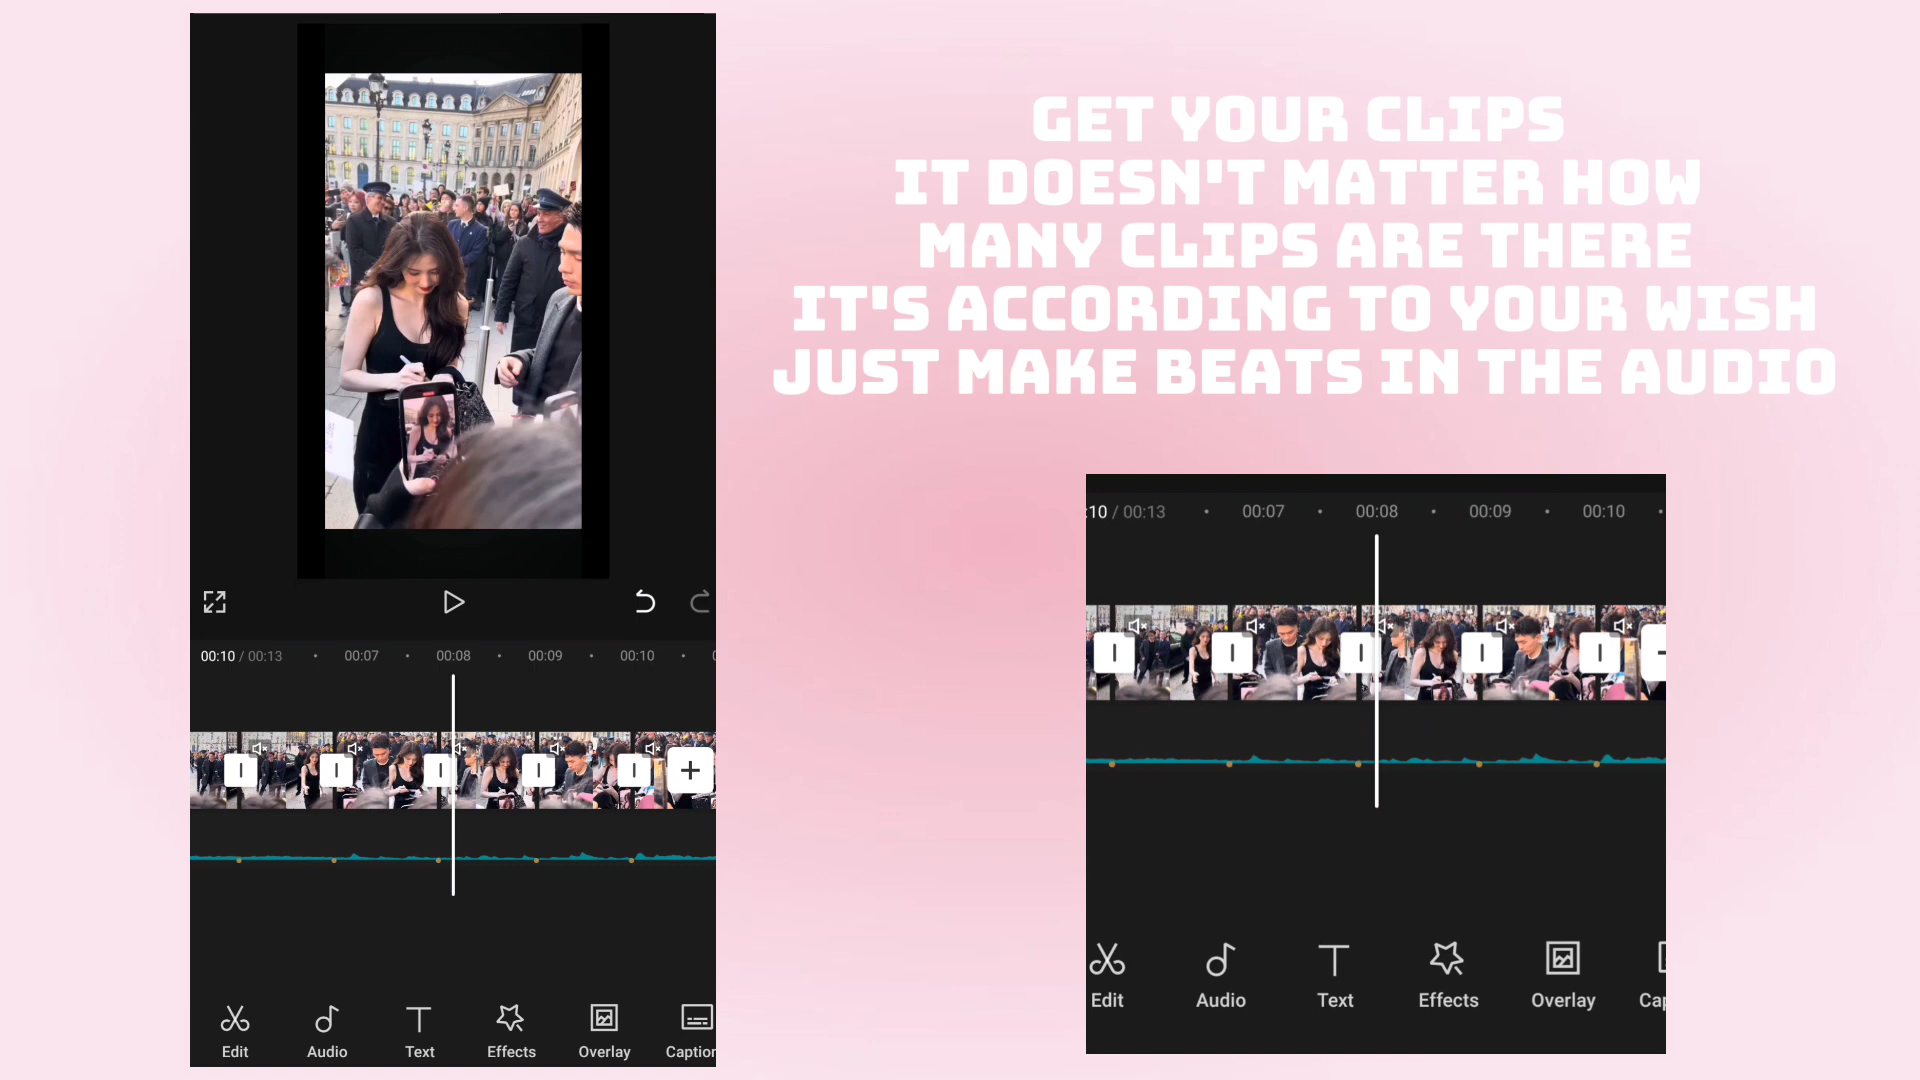 GET YOUR CLIPS
IT DOESN'T MATTER HOW
MANY CLIPS ARE THERE
IT'S ACCORDING TO YOUR WISH
JUST MAKE BEATS IN THE AUDIO
00:10 / 00:13 00:07 00:08 00:09 00:10
Edit Audio Text Effects Overlay Caption
:10 / 00:13 00:07 00:08 00:09 00:10
Edit Audio Text Effects Overlay Cap